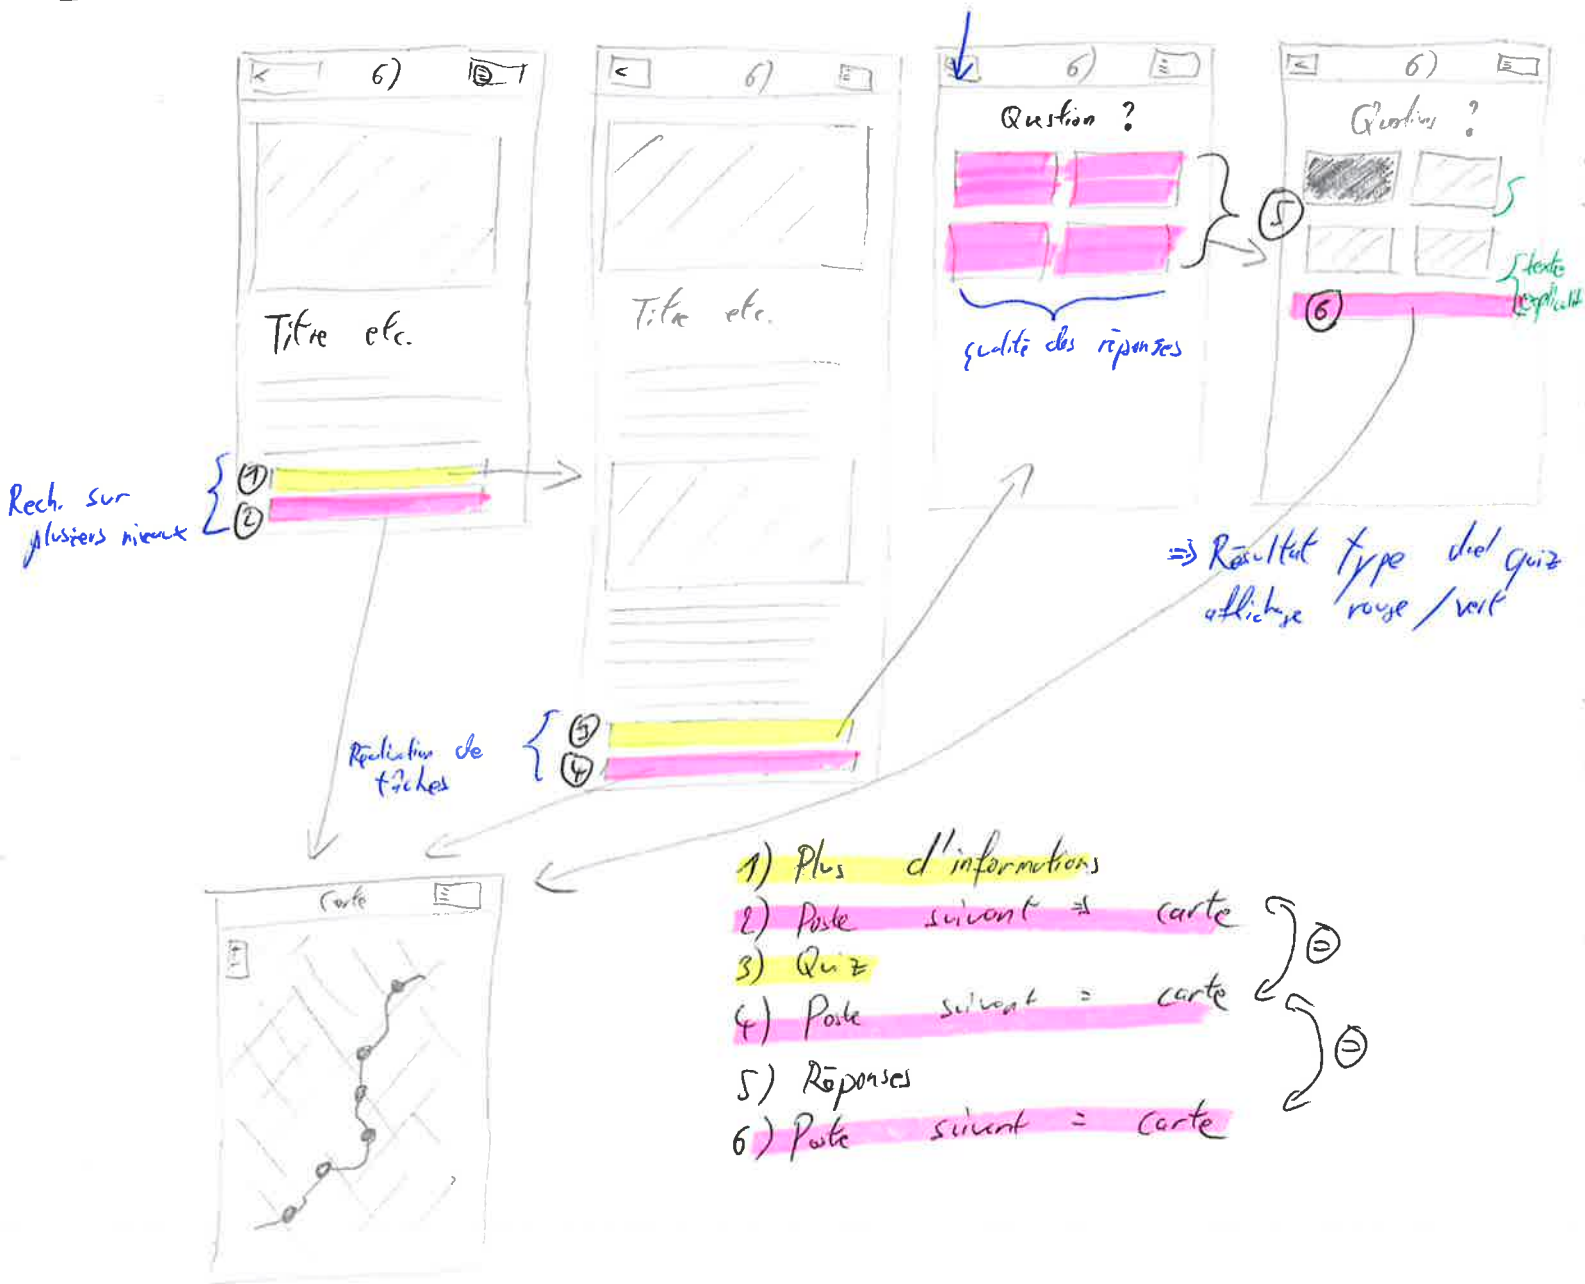 <
6)
<
6)
6)
<
6)
Question ?
Question ?
Titre etc.
Titre etc.
5
texte
explicatif
6
qualité des réponses
Rech. sur
plusieurs niveaux
1
2
=> Résultat type duel quiz
affichage rouge / vert
Réalisation de
tâches
3
4
Carte
1) Plus d'informations
2) Poste suivant => carte
3) Quiz
4) Poste suivant = carte
5) Réponses
6) Poste suivant = carte
=
=